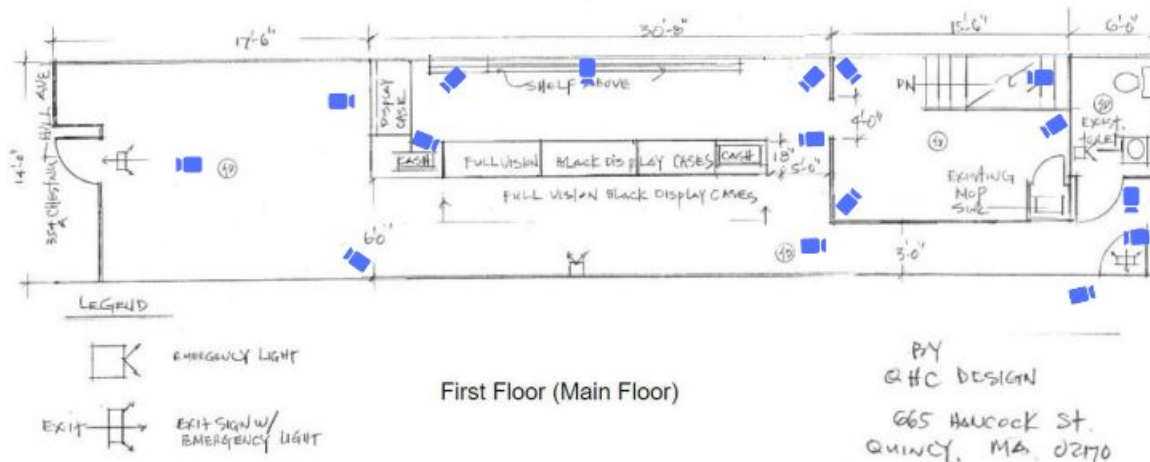 17'-6"
30'-8"
15'-6"
6'-0"
14'-0"
354 CHESTNUT HILL AVE
DISPLAY
CASE
SHELF ABOVE
DN
4'-0"
EXIST.
TOILET
CASH
FULL VISION BLACK DISPLAY CASES
CASH
18"
5'-0"
EXISTING
MOP
SINK
FULL VISION BLACK DISPLAY CASES
6'0"
3'-0"
LEGEND
EMERGENCY LIGHT
EXIT
EXIT SIGN W/
EMERGENCY LIGHT
First Floor (Main Floor)
BY
QHC DESIGN
665 HANCOCK St.
QUINCY, MA. 02170